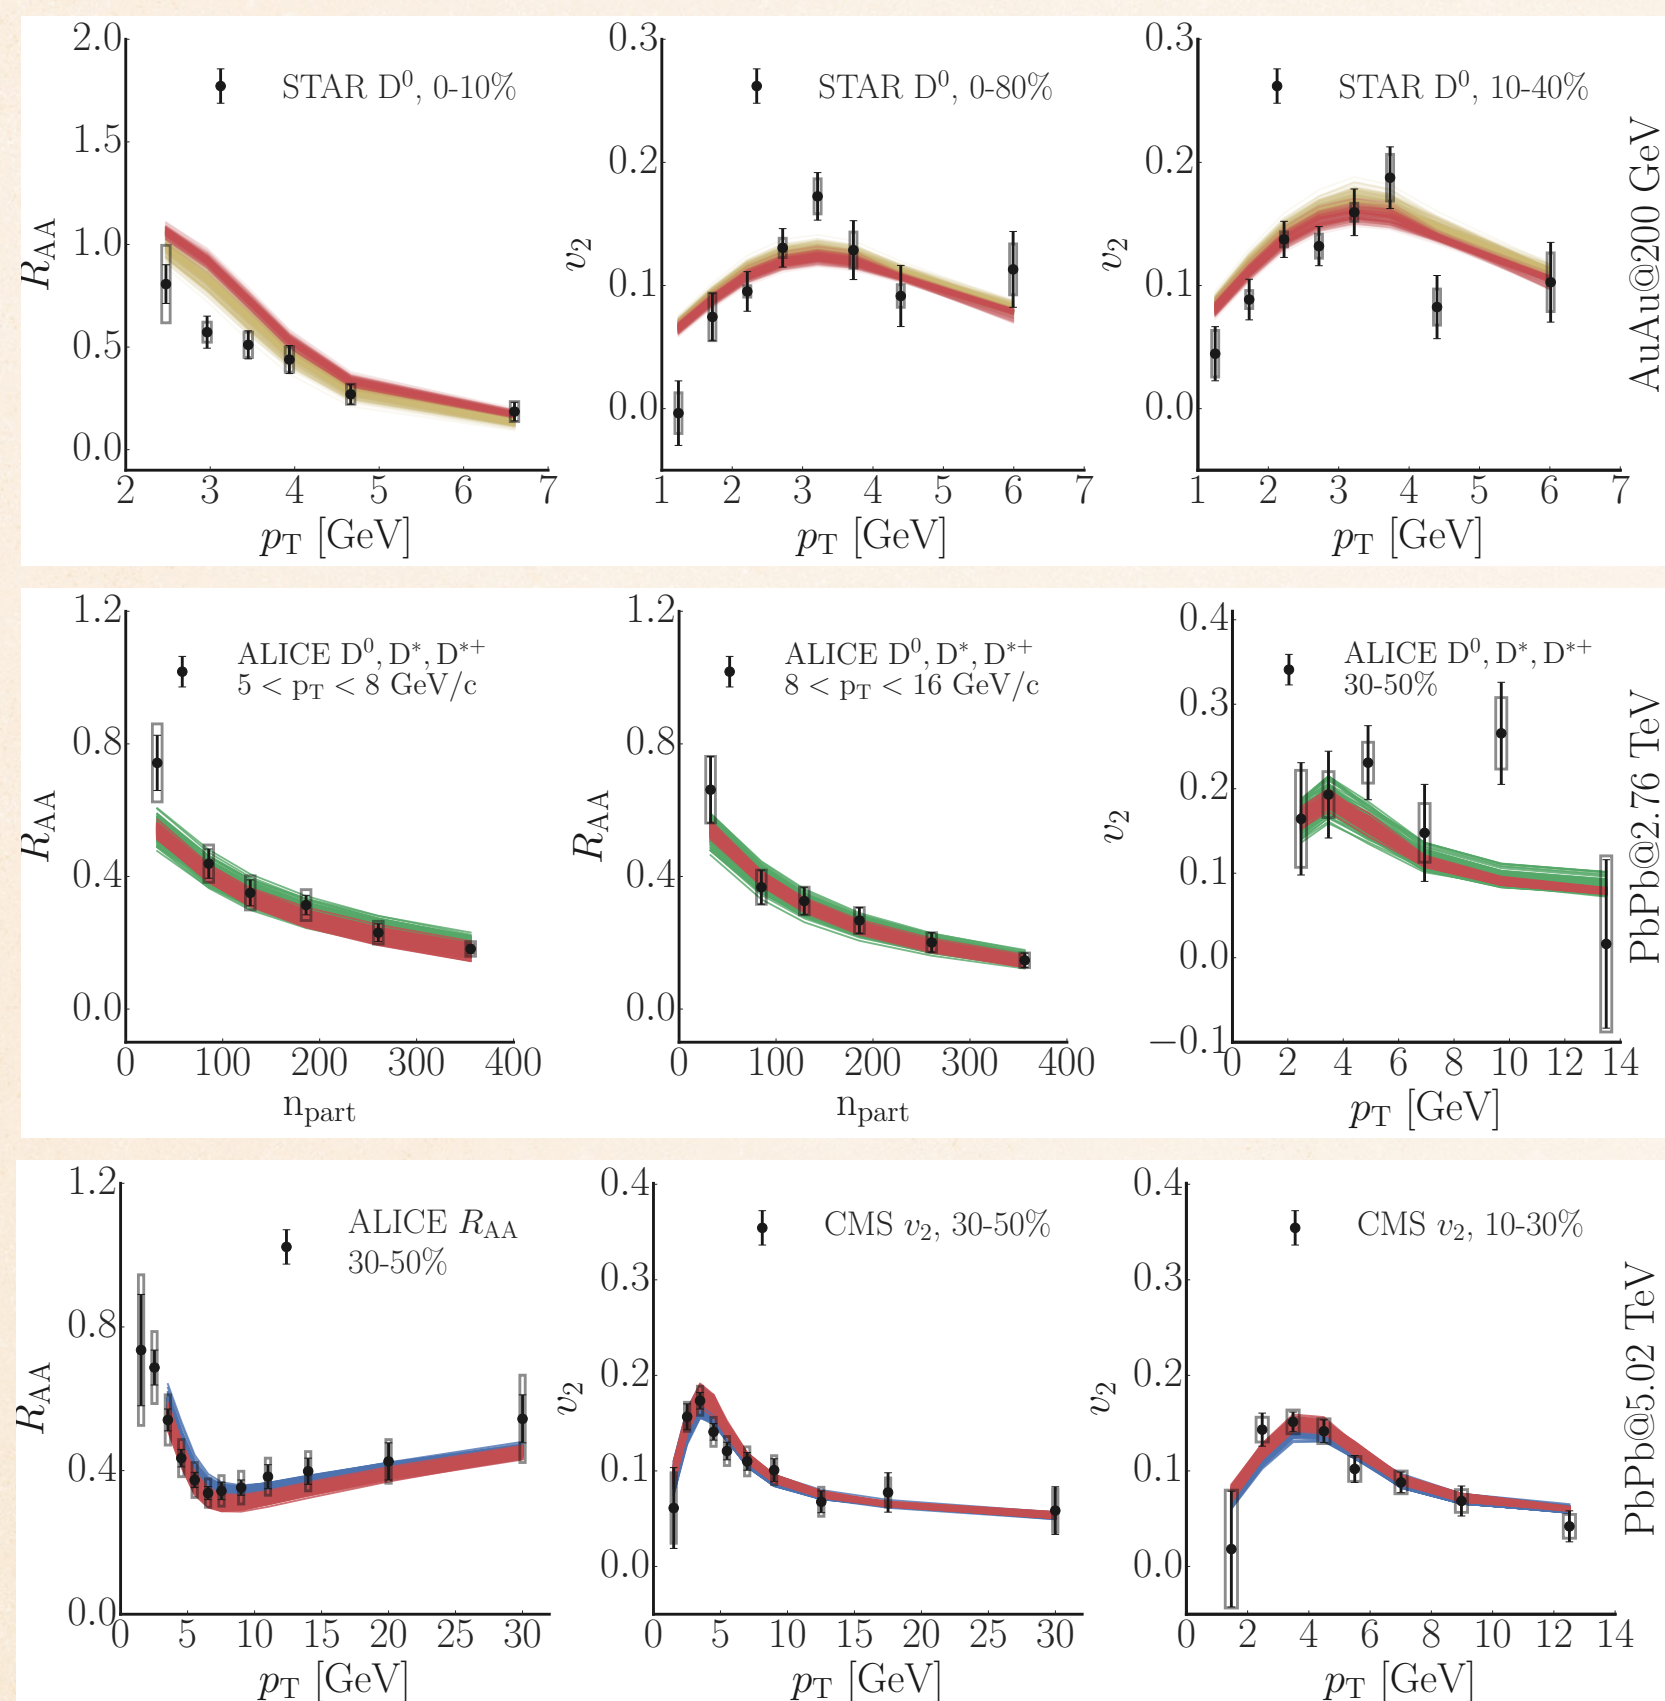 2.0
1.5
1.0
0.5
0.0
R_AA
STAR D⁰, 0-10%
2 3 4 5 6 7
p_T [GeV]
0.3
0.2
0.1
0.0
v₂
STAR D⁰, 0-80%
1 2 3 4 5 6 7
p_T [GeV]
0.3
0.2
0.1
0.0
v₂
STAR D⁰, 10-40%
1 2 3 4 5 6 7
p_T [GeV]
AuAu@200 GeV
1.2
0.8
0.4
0.0
R_AA
ALICE D⁰, D*, D*⁺
5 < p_T < 8 GeV/c
0 100 200 300 400
n_part
1.2
0.8
0.4
0.0
R_AA
ALICE D⁰, D*, D*⁺
8 < p_T < 16 GeV/c
0 100 200 300 400
n_part
0.4
0.3
0.2
0.1
0.0
−0.1
v₂
ALICE D⁰, D*, D*⁺
30-50%
0 2 4 6 8 10 12 14
p_T [GeV]
PbPb@2.76 TeV
1.2
0.8
0.4
0.0
R_AA
ALICE R_AA
30-50%
0 5 10 15 20 25 30
p_T [GeV]
0.4
0.3
0.2
0.1
0.0
v₂
CMS v₂, 30-50%
0 5 10 15 20 25 30
p_T [GeV]
0.4
0.3
0.2
0.1
0.0
v₂
CMS v₂, 10-30%
0 2 4 6 8 10 12 14
p_T [GeV]
PbPb@5.02 TeV